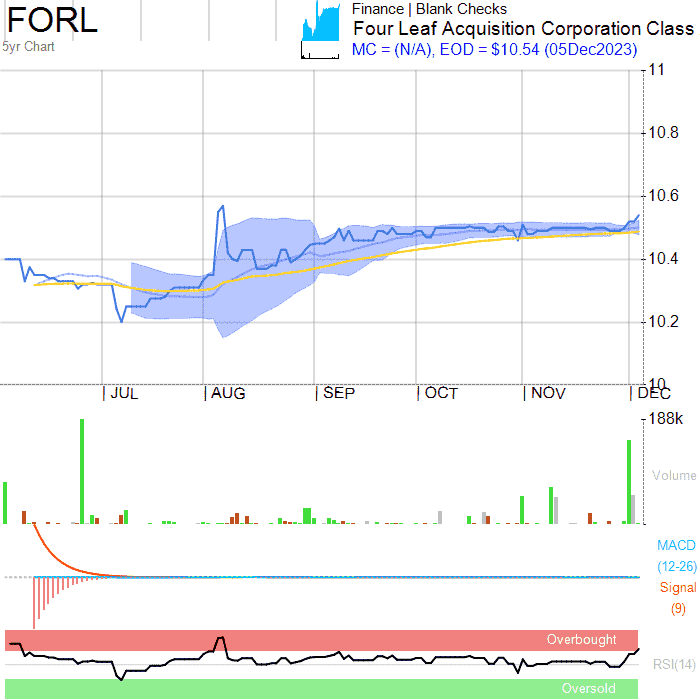 FORL
5yr Chart
Finance | Blank Checks
Four Leaf Acquisition Corporation Class
MC = (N/A), EOD = $10.54 (05Dec2023)
11
10.8
10.6
10.4
10.2
10
| JUL | AUG | SEP | OCT | NOV | DEC
188k
Volume
MACD
(12-26)
Signal
(9)
Overbought
RSI(14)
Oversold